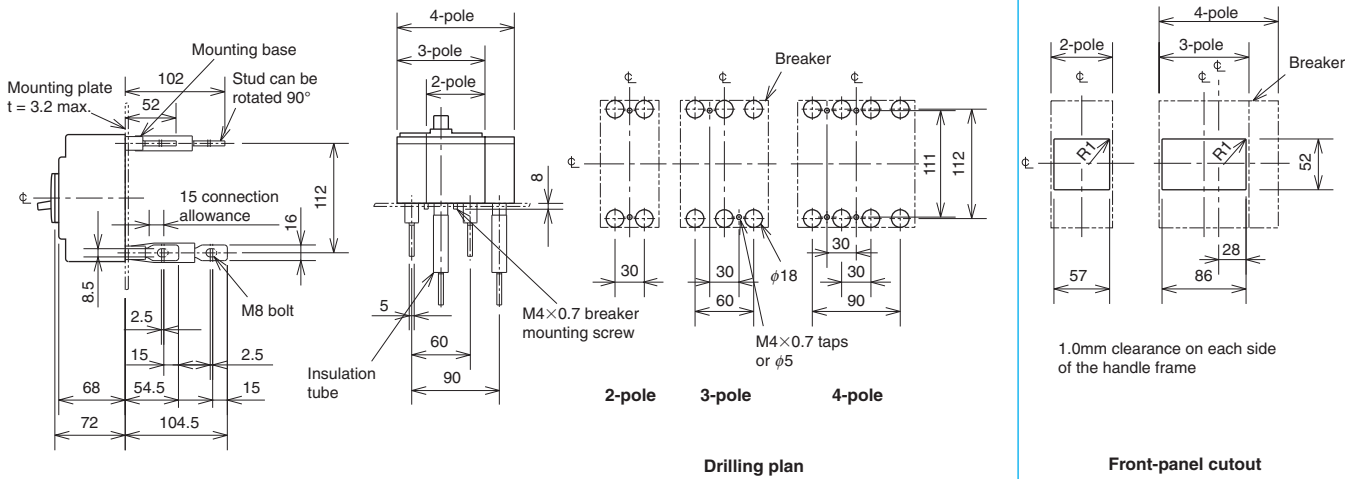 Mounting base
Mounting plate
t = 3.2 max.
102
52
Stud can be
rotated 90°
℄
15 connection
allowance
112
16
8.5
M8 bolt
2.5
15
2.5
68
54.5
15
72
104.5
4-pole
3-pole
2-pole
8
5
M4×0.7 breaker
mounting screw
60
Insulation
tube
90
Breaker
℄
℄
℄
℄
111
112
30
30
60
φ18
30
30
90
M4×0.7 taps
or φ5
2-pole
3-pole
4-pole
Drilling plan
4-pole
2-pole
3-pole
℄
℄
℄
Breaker
℄
R1
R1
52
57
28
86
1.0mm clearance on each side
of the handle frame
Front-panel cutout